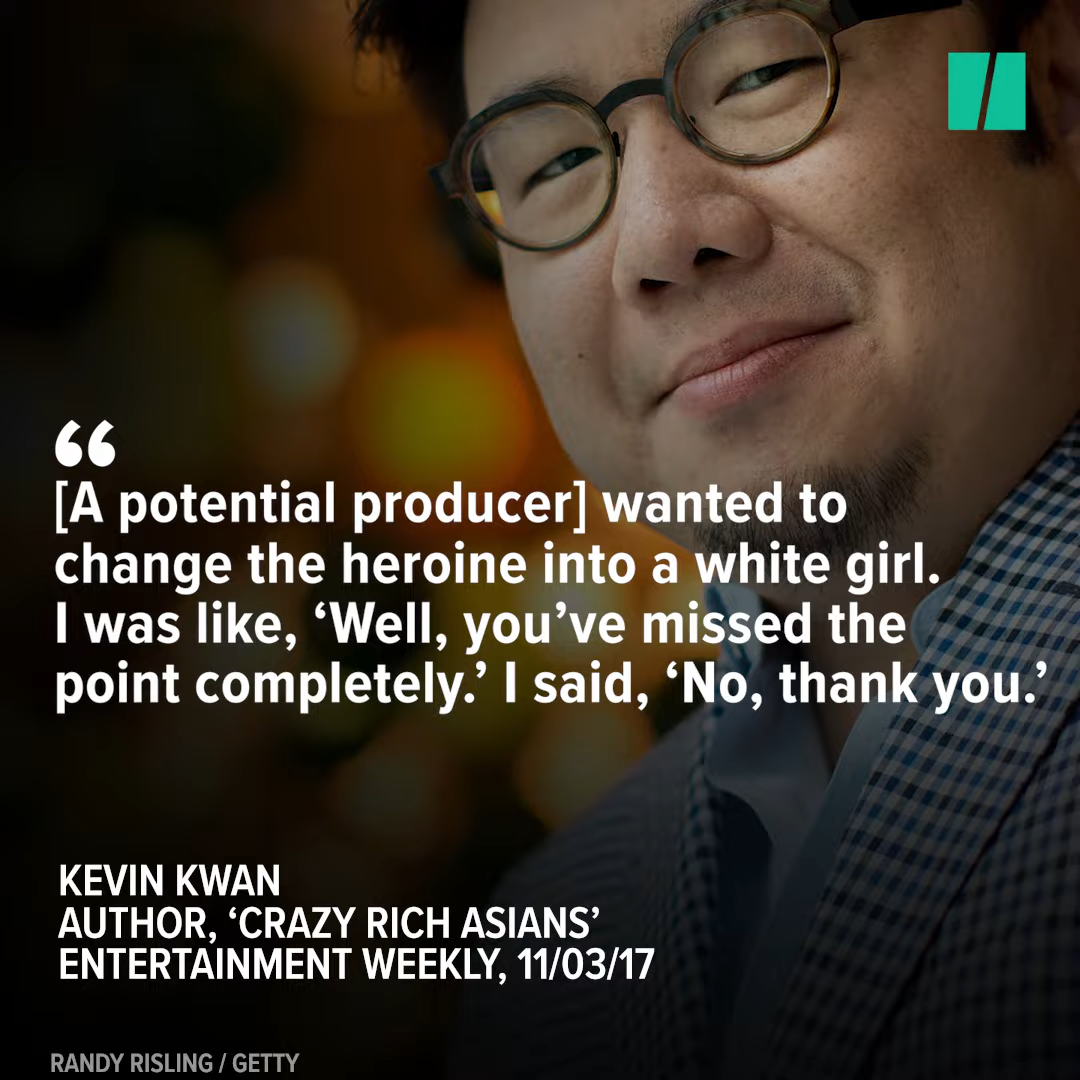 “
[A potential producer] wanted to
change the heroine into a white girl.
I was like, ‘Well, you’ve missed the
point completely.’ I said, ‘No, thank you.’
KEVIN KWAN
AUTHOR, ‘CRAZY RICH ASIANS’
ENTERTAINMENT WEEKLY, 11/03/17
RANDY RISLING / GETTY